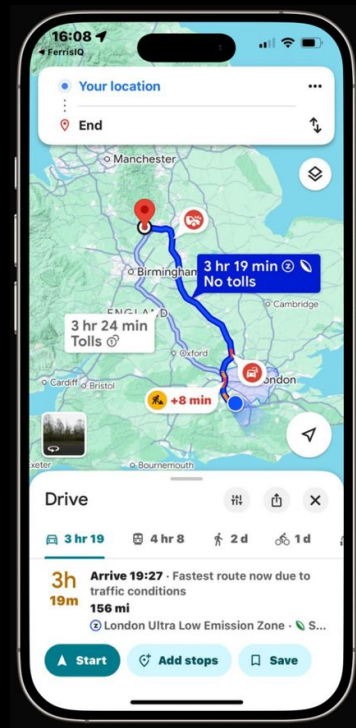 16:08
FerrisIQ
Your location
End
Manchester
Birmingham
3 hr 19 min
No tolls
ENGLAND
Cambridge
3 hr 24 min
Tolls
Oxford
London
Cardiff
Bristol
+8 min
Exeter
Bournemouth
Drive
3 hr 19
4 hr 8
2 d
1 d
3h
19m
Arrive 19:27 · Fastest route now due to
traffic conditions
156 mi
London Ultra Low Emission Zone · S...
Start
Add stops
Save